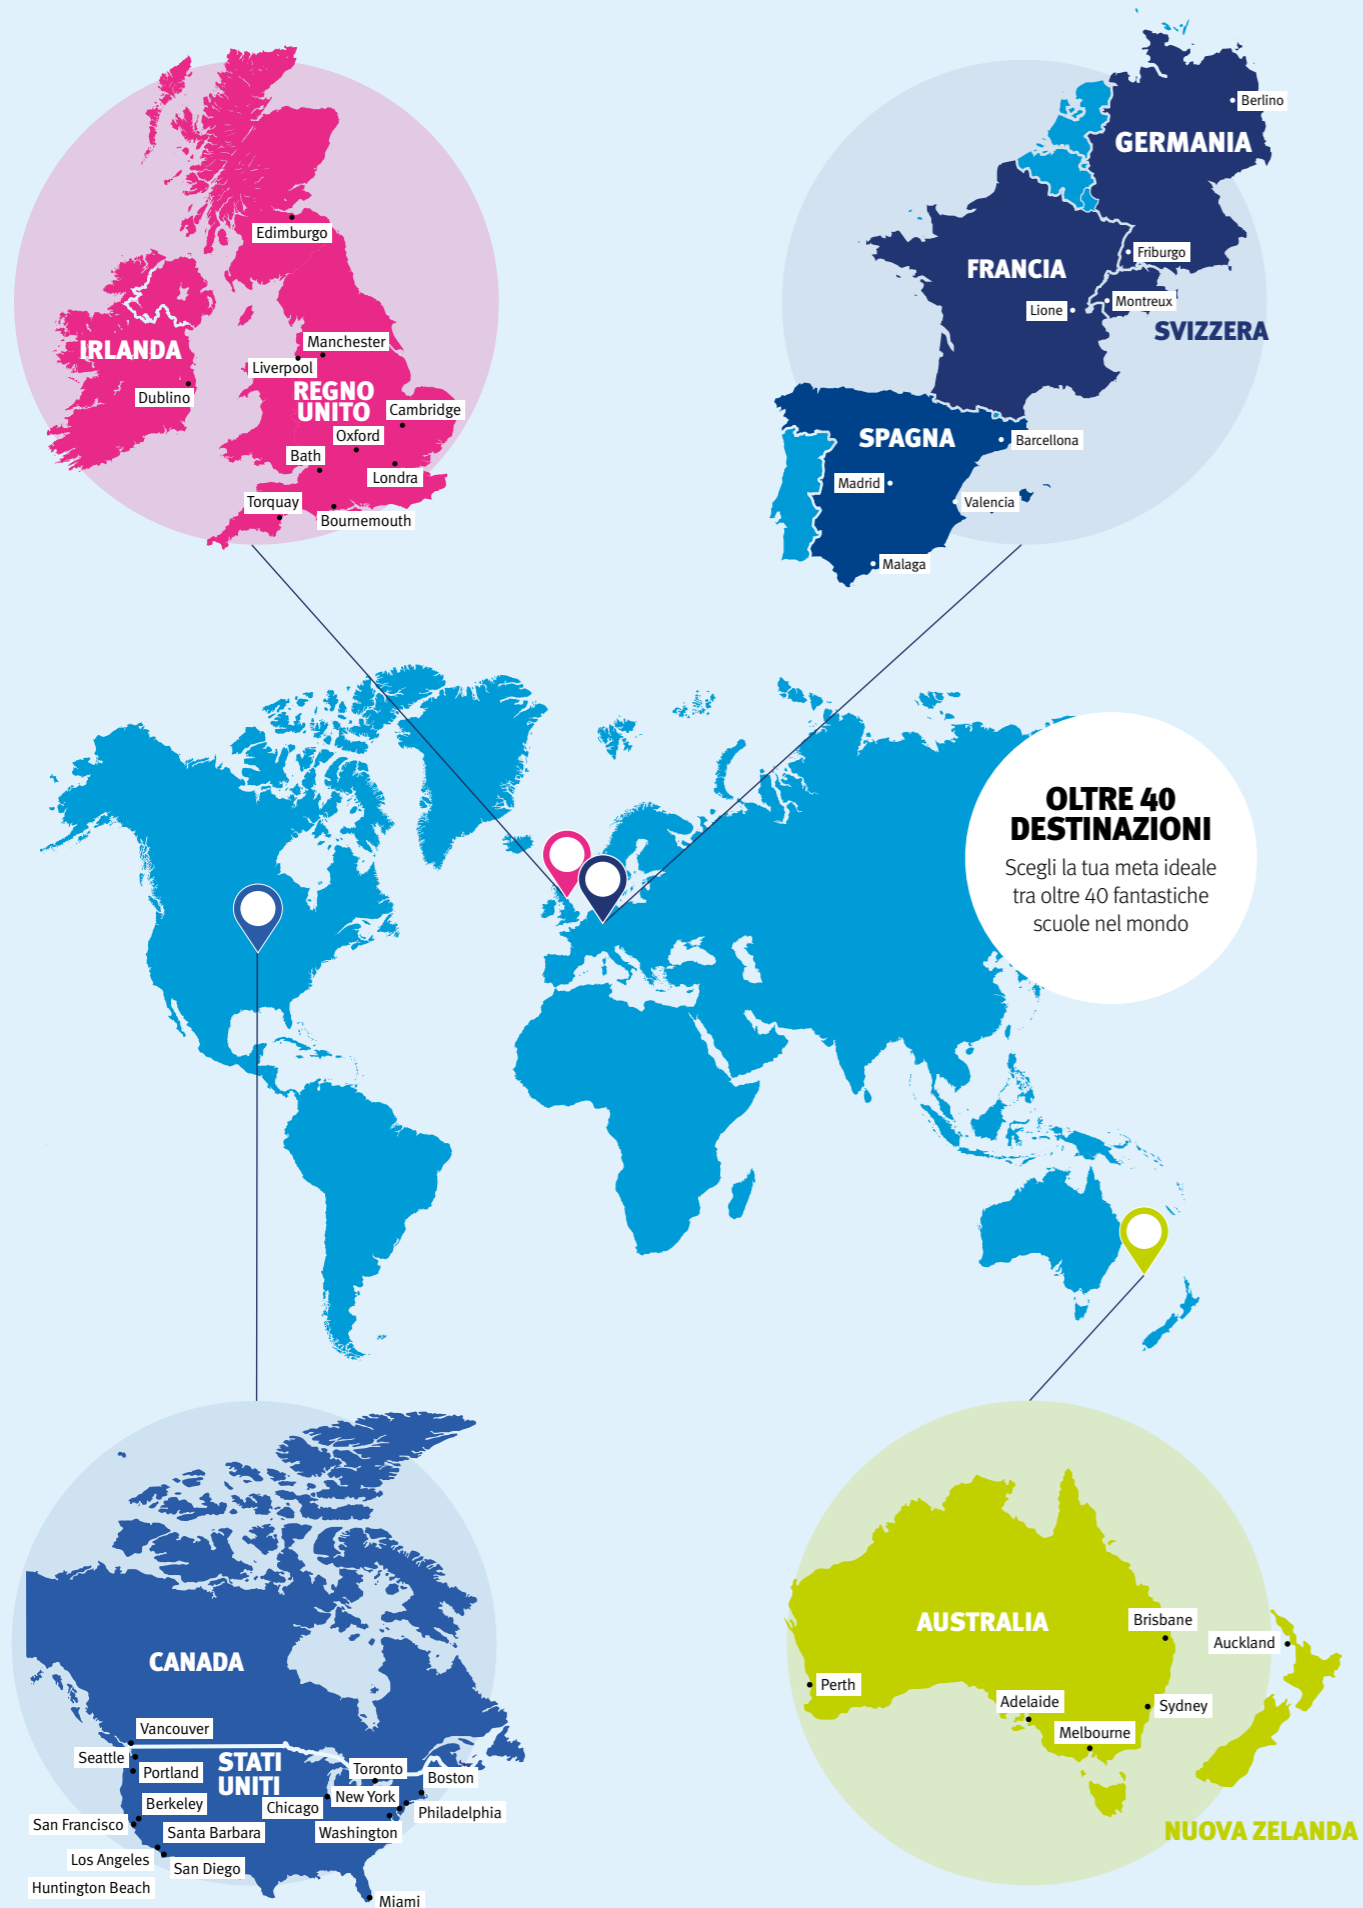 Edimburgo
IRLANDA
Dublino
Manchester
Liverpool
REGNO
UNITO
Cambridge
Oxford
Bath
Londra
Torquay
Bournemouth
Berlino
GERMANIA
Friburgo
FRANCIA
Lione
Montreux
SVIZZERA
SPAGNA
Barcellona
Madrid
Valencia
Malaga
OLTRE 40
DESTINAZIONI
Scegli la tua meta ideale
tra oltre 40 fantastiche
scuole nel mondo
CANADA
Vancouver
Seattle
Portland
STATI
UNITI
Toronto
Boston
Berkeley
Chicago
New York
Philadelphia
San Francisco
Santa Barbara
Washington
Los Angeles
San Diego
Huntington Beach
Miami
AUSTRALIA
Brisbane
Auckland
Perth
Adelaide
Sydney
Melbourne
NUOVA ZELANDA